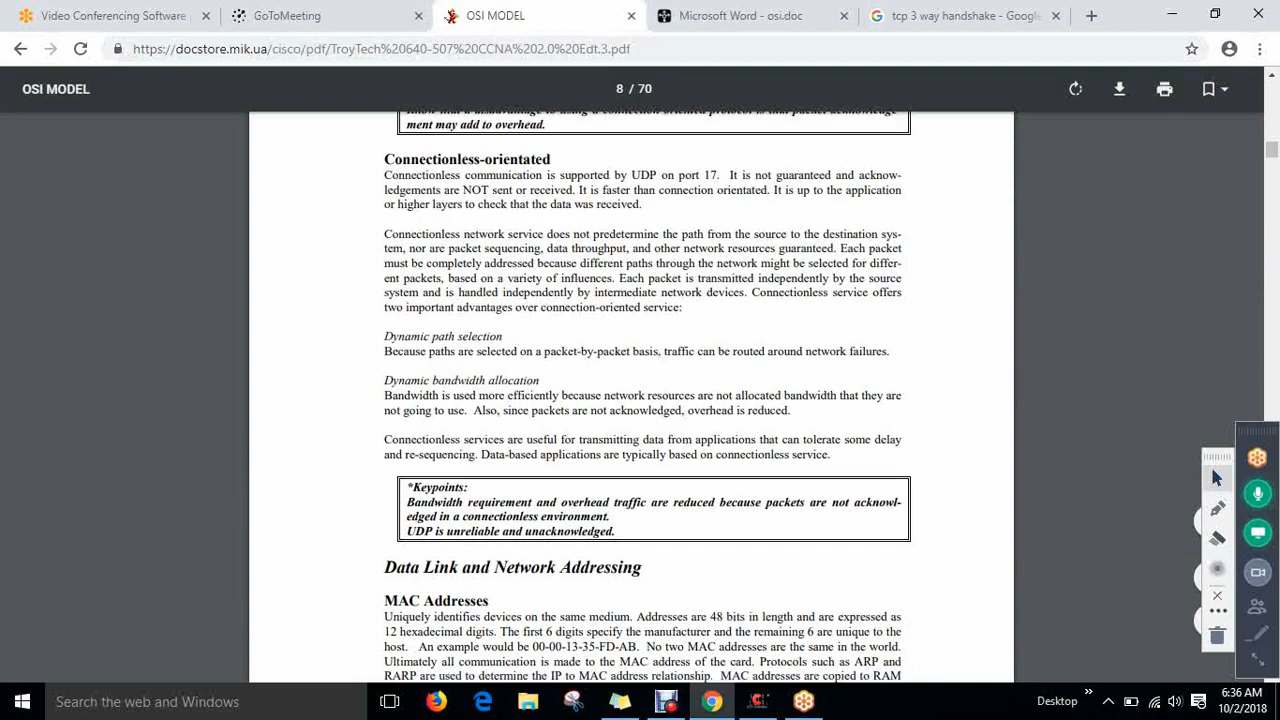 Video Conferencing Software
GoToMeeting
OSI MODEL
Microsoft Word - osi.doc
tcp 3 way handshake - Google
https://docstore.mik.ua/cisco/pdf/TroyTech%20640-507%20CCNA%202.0%20Edt.3.pdf
OSI MODEL
8 / 70
Know that a disadvantage to using a connection oriented protocol is that packet acknowledge-
ment may add to overhead.
Connectionless-orientated
Connectionless communication is supported by UDP on port 17. It is not guaranteed and acknow-
ledgements are NOT sent or received. It is faster than connection orientated. It is up to the application
or higher layers to check that the data was received.
Connectionless network service does not predetermine the path from the source to the destination sys-
tem, nor are packet sequencing, data throughput, and other network resources guaranteed. Each packet
must be completely addressed because different paths through the network might be selected for differ-
ent packets, based on a variety of influences. Each packet is transmitted independently by the source
system and is handled independently by intermediate network devices. Connectionless service offers
two important advantages over connection-oriented service:
Dynamic path selection
Because paths are selected on a packet-by-packet basis, traffic can be routed around network failures.
Dynamic bandwidth allocation
Bandwidth is used more efficiently because network resources are not allocated bandwidth that they are
not going to use. Also, since packets are not acknowledged, overhead is reduced.
Connectionless services are useful for transmitting data from applications that can tolerate some delay
and re-sequencing. Data-based applications are typically based on connectionless service.
*Keypoints:
Bandwidth requirement and overhead traffic are reduced because packets are not acknowl-
edged in a connectionless environment.
UDP is unreliable and unacknowledged.
Data Link and Network Addressing
MAC Addresses
Uniquely identifies devices on the same medium. Addresses are 48 bits in length and are expressed as
12 hexadecimal digits. The first 6 digits specify the manufacturer and the remaining 6 are unique to the
host. An example would be 00-00-13-35-FD-AB. No two MAC addresses are the same in the world.
Ultimately all communication is made to the MAC address of the card. Protocols such as ARP and
RARP are used to determine the IP to MAC address relationship. MAC addresses are copied to RAM
Search the web and Windows
Desktop
6:36 AM
10/2/2018